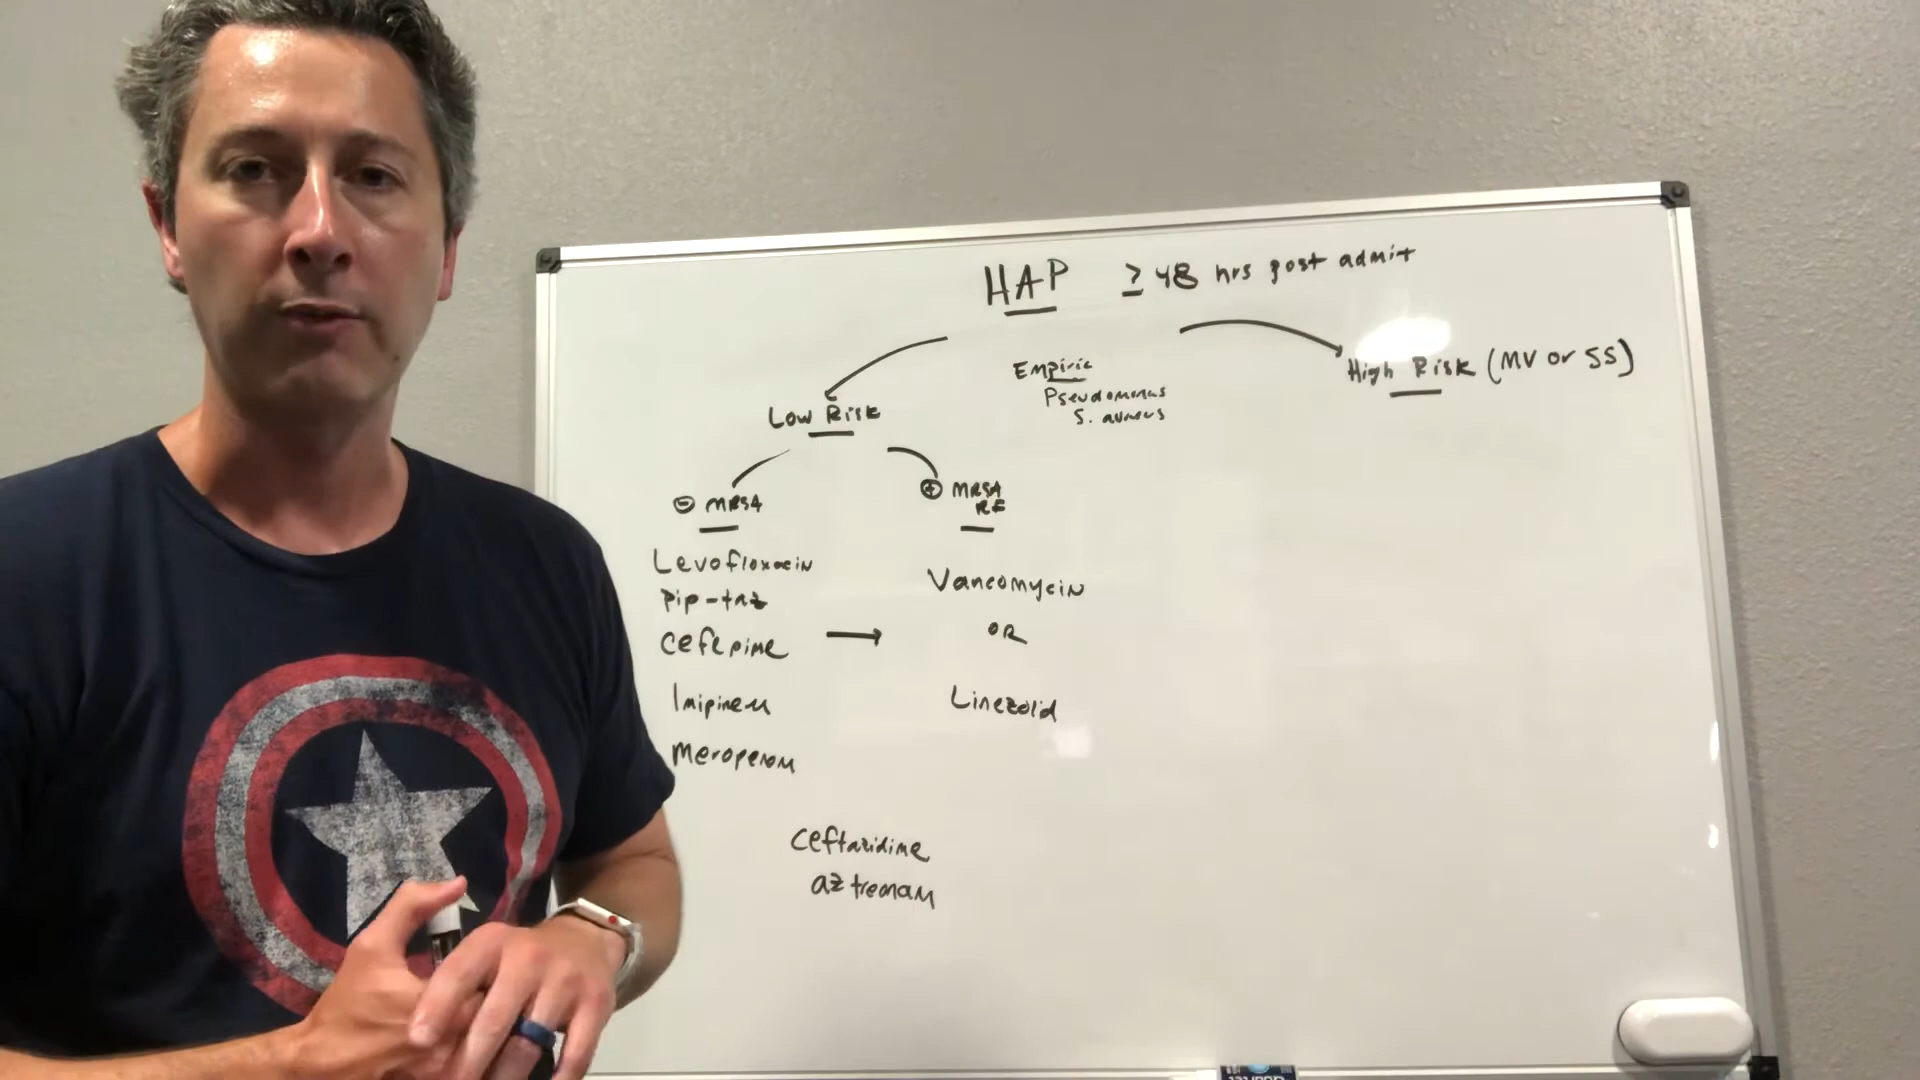 HAP ≥ 48 hrs post admit
Empiric
Pseudomonas
S. aureus
High Risk (MV or SS)
Low Risk
⊖ MRSA
⊕ MRSA
RF
Levofloxacin
Pip-taz
Cefepime →
Imipinem
Meropenem
Vancomycin
OR
Linezolid
Ceftazidime
aztreonam